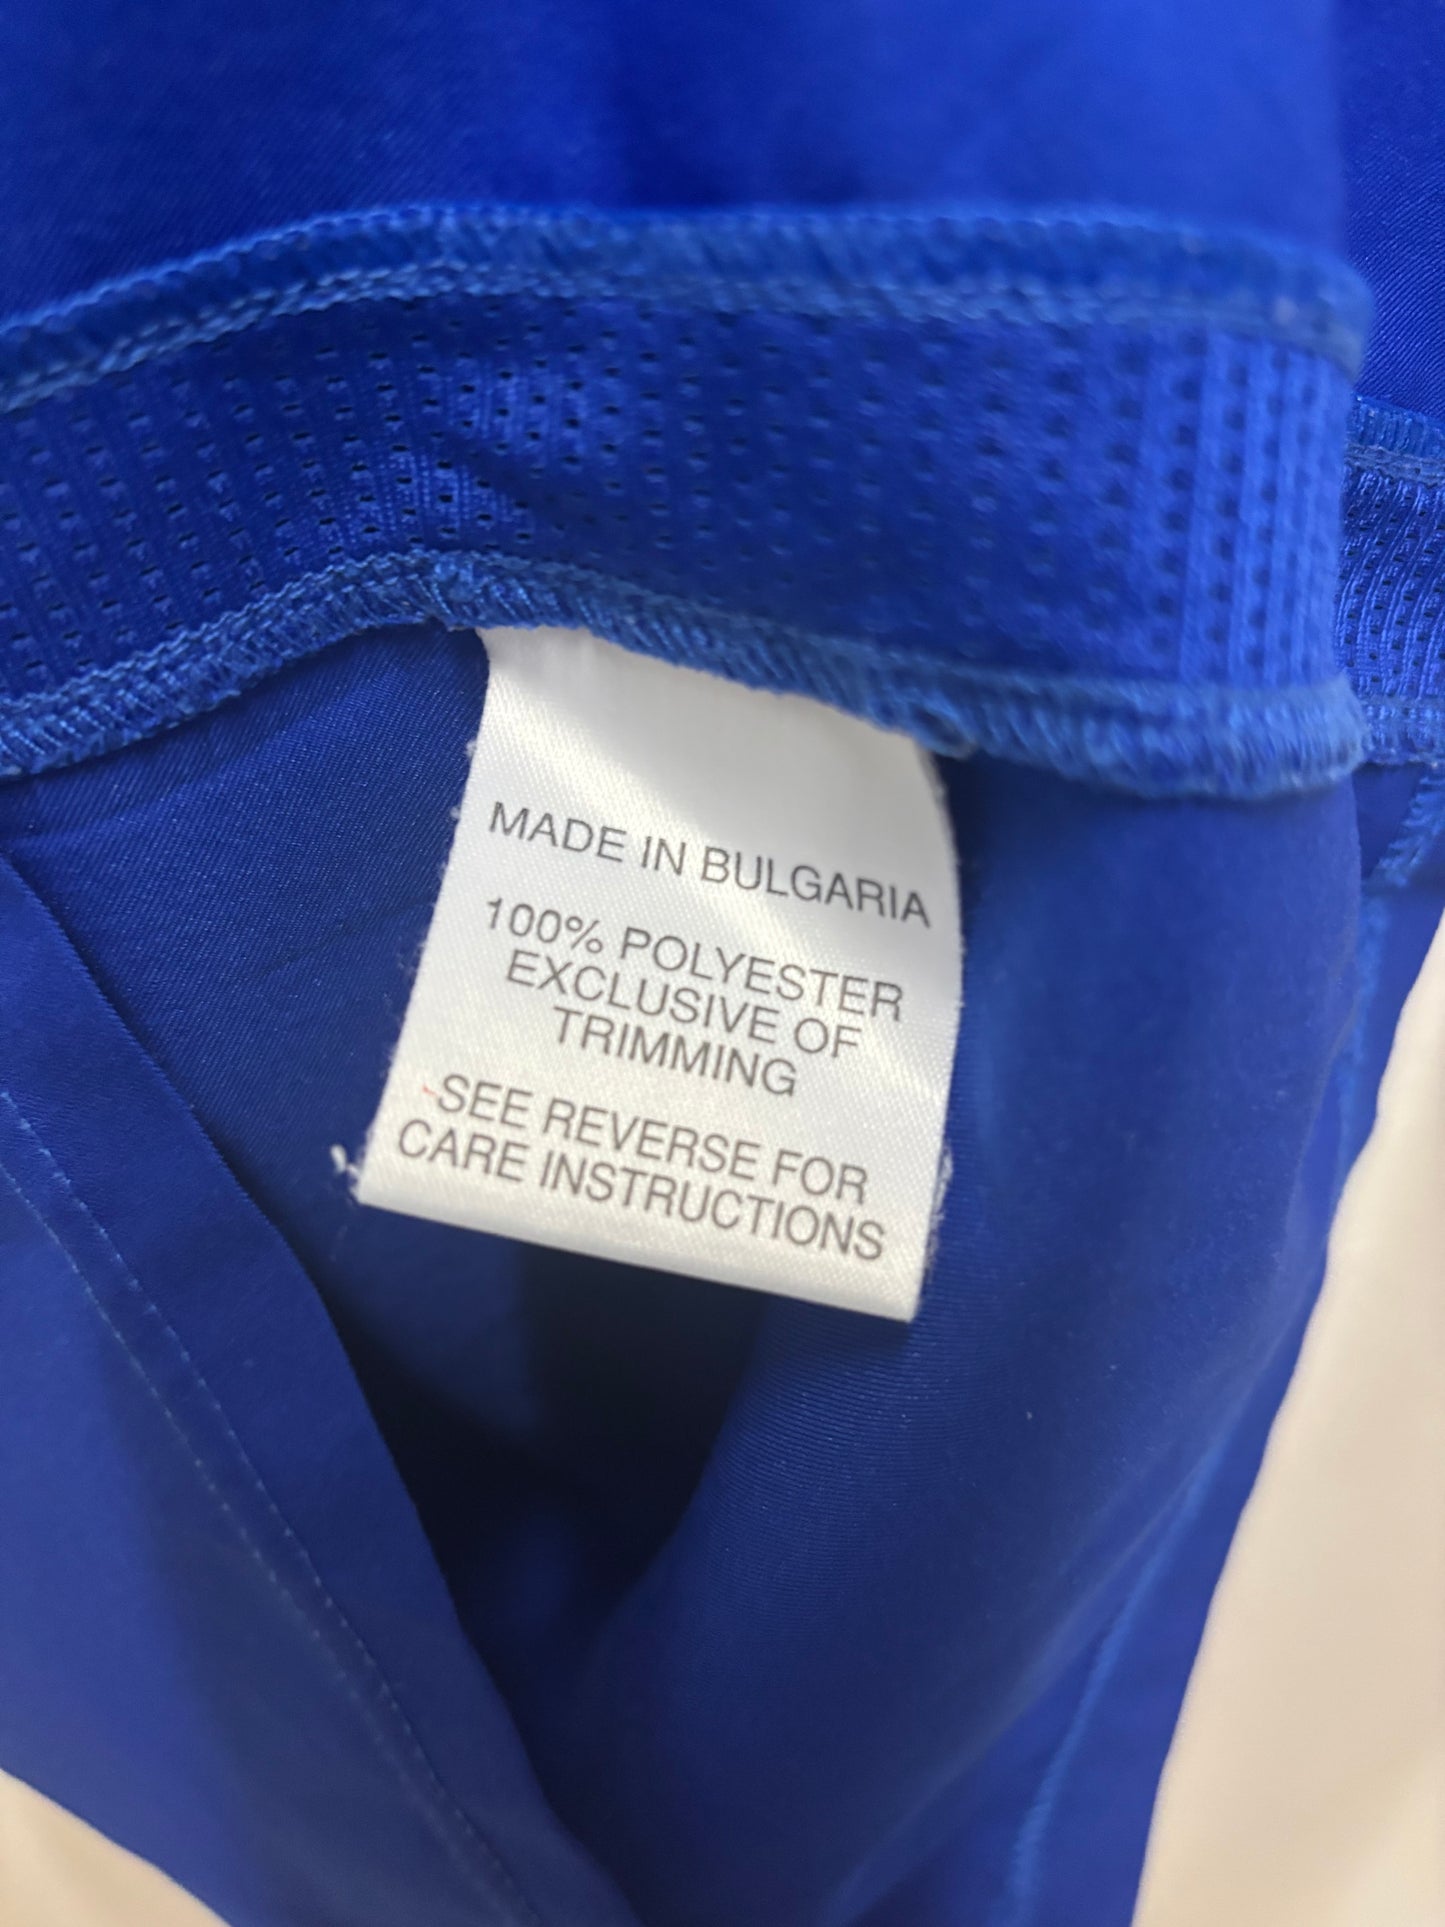 MADE IN BULGARIA
100% POLYESTER
EXCLUSIVE OF
TRIMMING
SEE REVERSE FOR
CARE INSTRUCTIONS